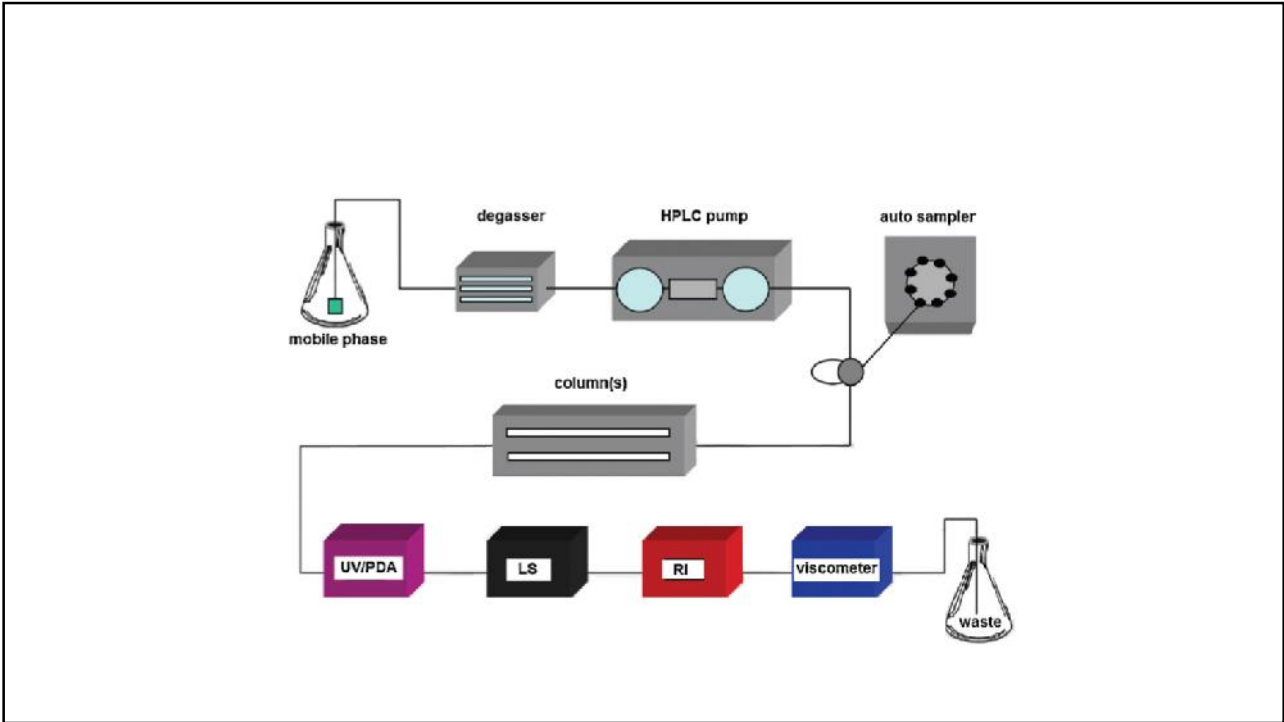 degasser
HPLC pump
auto sampler
mobile phase
column(s)
UV/PDA
LS
RI
viscometer
waste